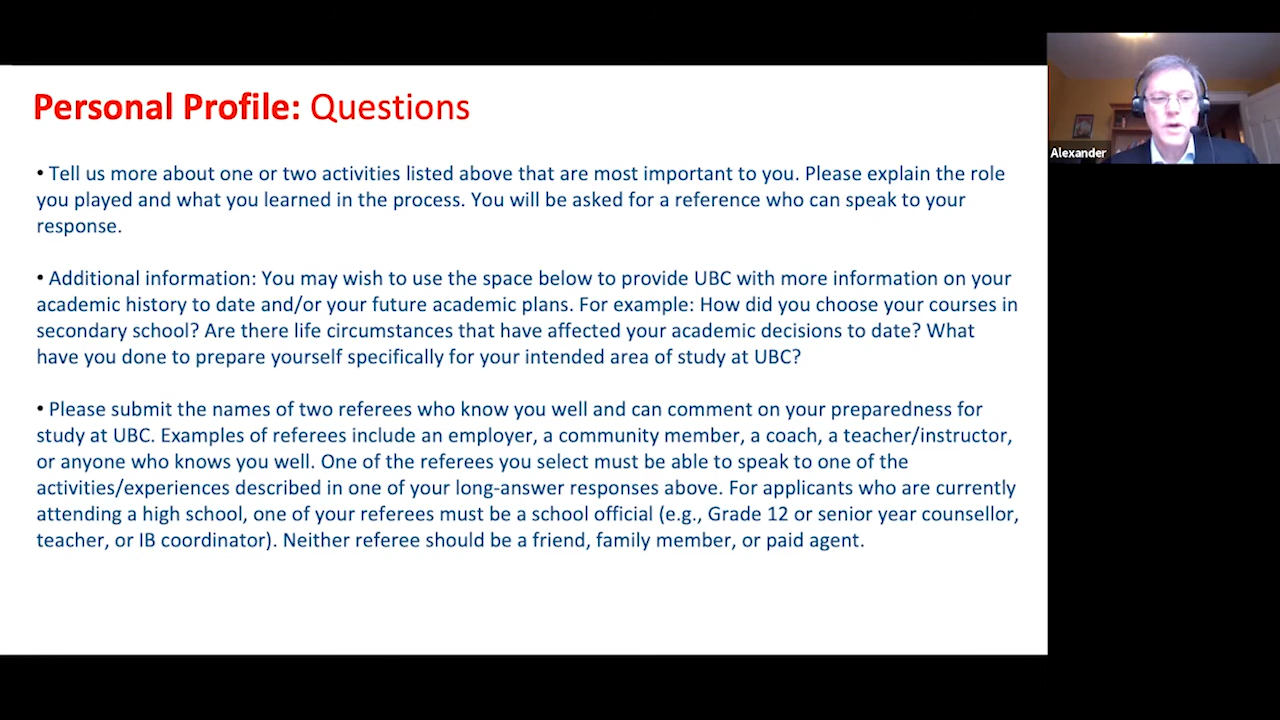 Personal Profile: Questions
• Tell us more about one or two activities listed above that are most important to you. Please explain the role
you played and what you learned in the process. You will be asked for a reference who can speak to your
response.
• Additional information: You may wish to use the space below to provide UBC with more information on your
academic history to date and/or your future academic plans. For example: How did you choose your courses in
secondary school? Are there life circumstances that have affected your academic decisions to date? What
have you done to prepare yourself specifically for your intended area of study at UBC?
• Please submit the names of two referees who know you well and can comment on your preparedness for
study at UBC. Examples of referees include an employer, a community member, a coach, a teacher/instructor,
or anyone who knows you well. One of the referees you select must be able to speak to one of the
activities/experiences described in one of your long-answer responses above. For applicants who are currently
attending a high school, one of your referees must be a school official (e.g., Grade 12 or senior year counsellor,
teacher, or IB coordinator). Neither referee should be a friend, family member, or paid agent.
Alexander